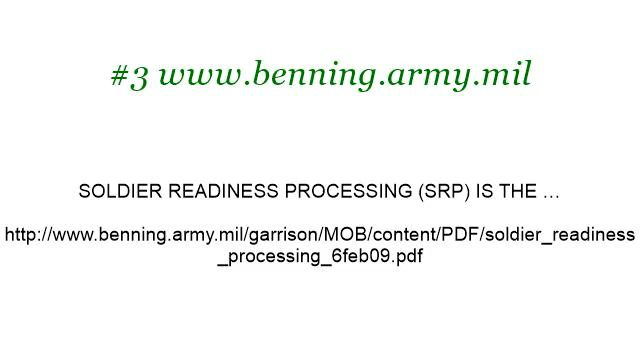 #3 www.benning.army.mil
SOLDIER READINESS PROCESSING (SRP) IS THE ...
http://www.benning.army.mil/garrison/MOB/content/PDF/soldier_readiness
_processing_6feb09.pdf